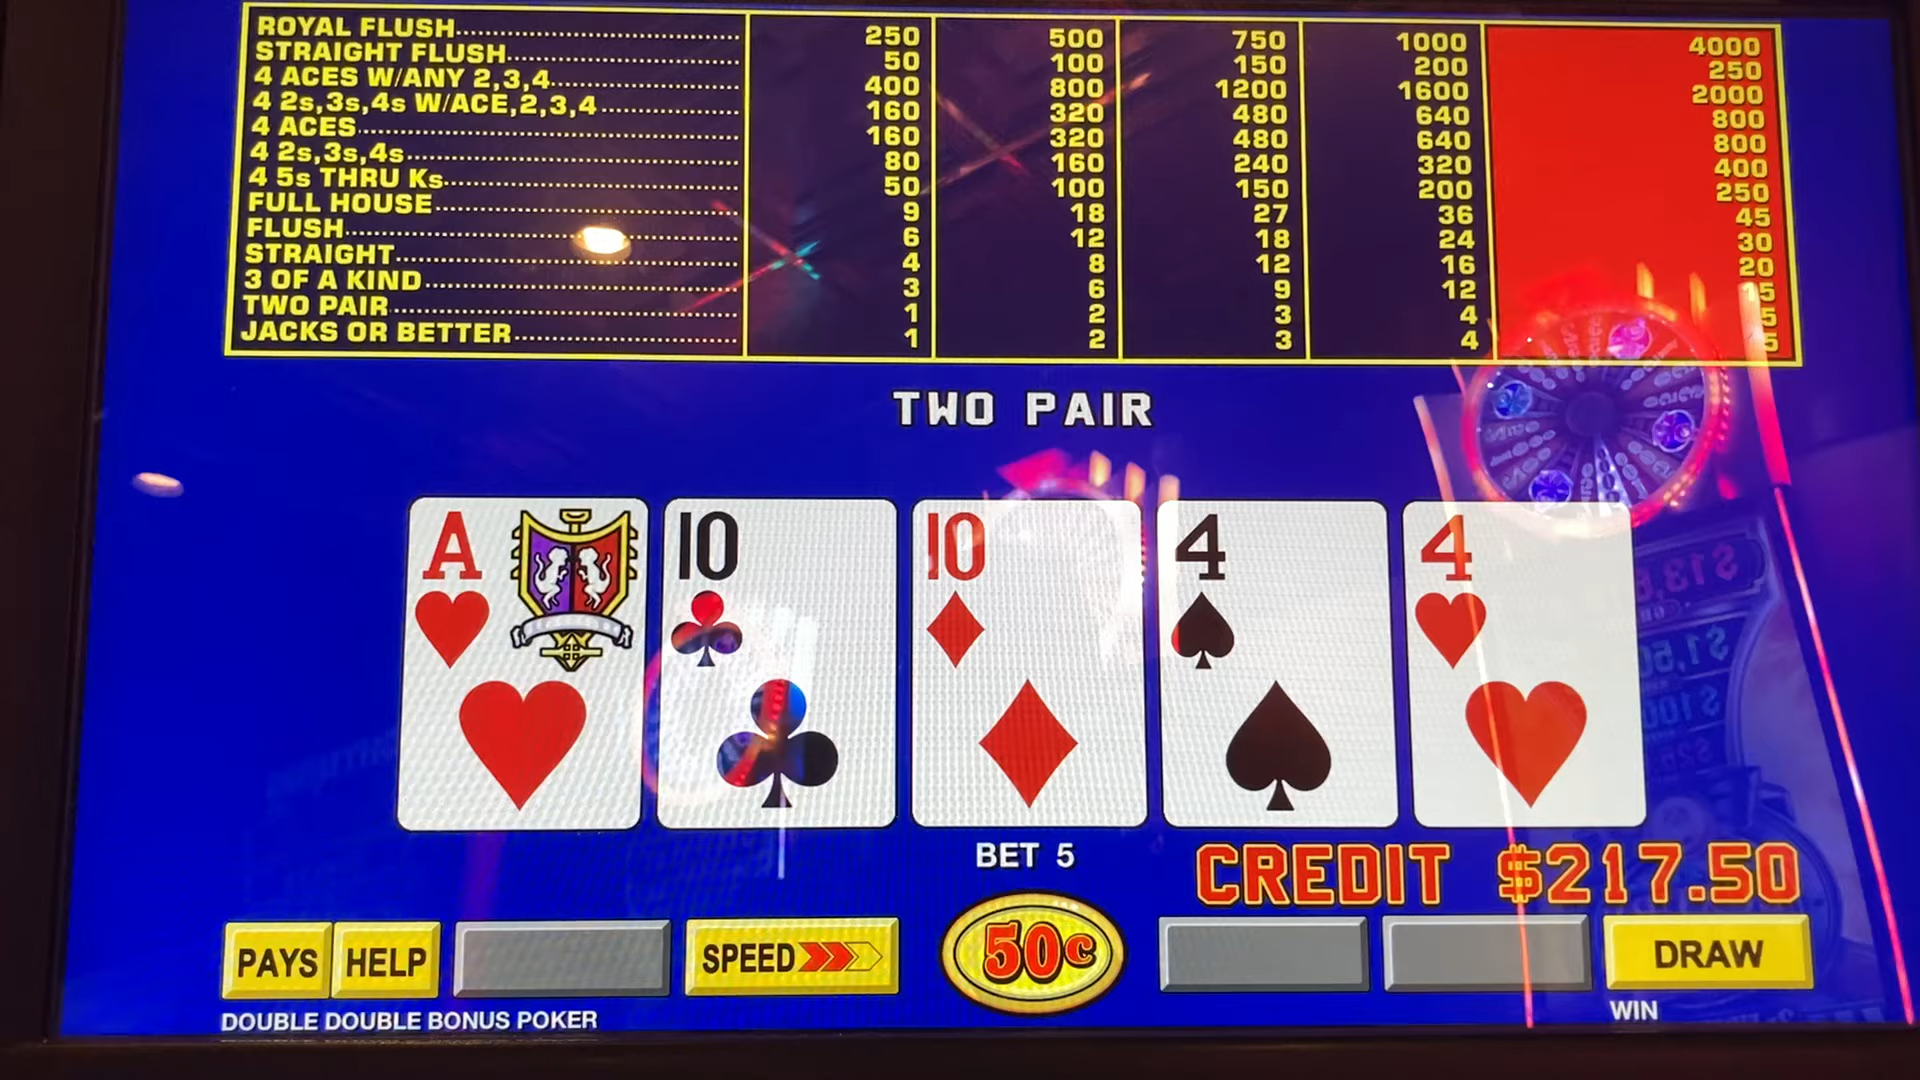 ROYAL FLUSH 250 500 750 1000 4000
STRAIGHT FLUSH 50 100 150 200 250
4 ACES W/ANY 2,3,4 400 800 1200 1600 2000
4 2s,3s,4s W/ACE,2,3,4 160 320 480 640 800
4 ACES 160 320 480 640 800
4 2s,3s,4s 80 160 240 320 400
4 5s THRU Ks 50 100 150 200 250
FULL HOUSE 9 18 27 36 45
FLUSH 6 12 18 24 30
STRAIGHT 4 8 12 16 20
3 OF A KIND 3 6 9 12 15
TWO PAIR 1 2 3 4 5
JACKS OR BETTER 1 2 3 4 5
TWO PAIR
A 10 10 4 4
BET 5
CREDIT $217.50
PAYS HELP SPEED 50¢ DRAW
DOUBLE DOUBLE BONUS POKER WIN